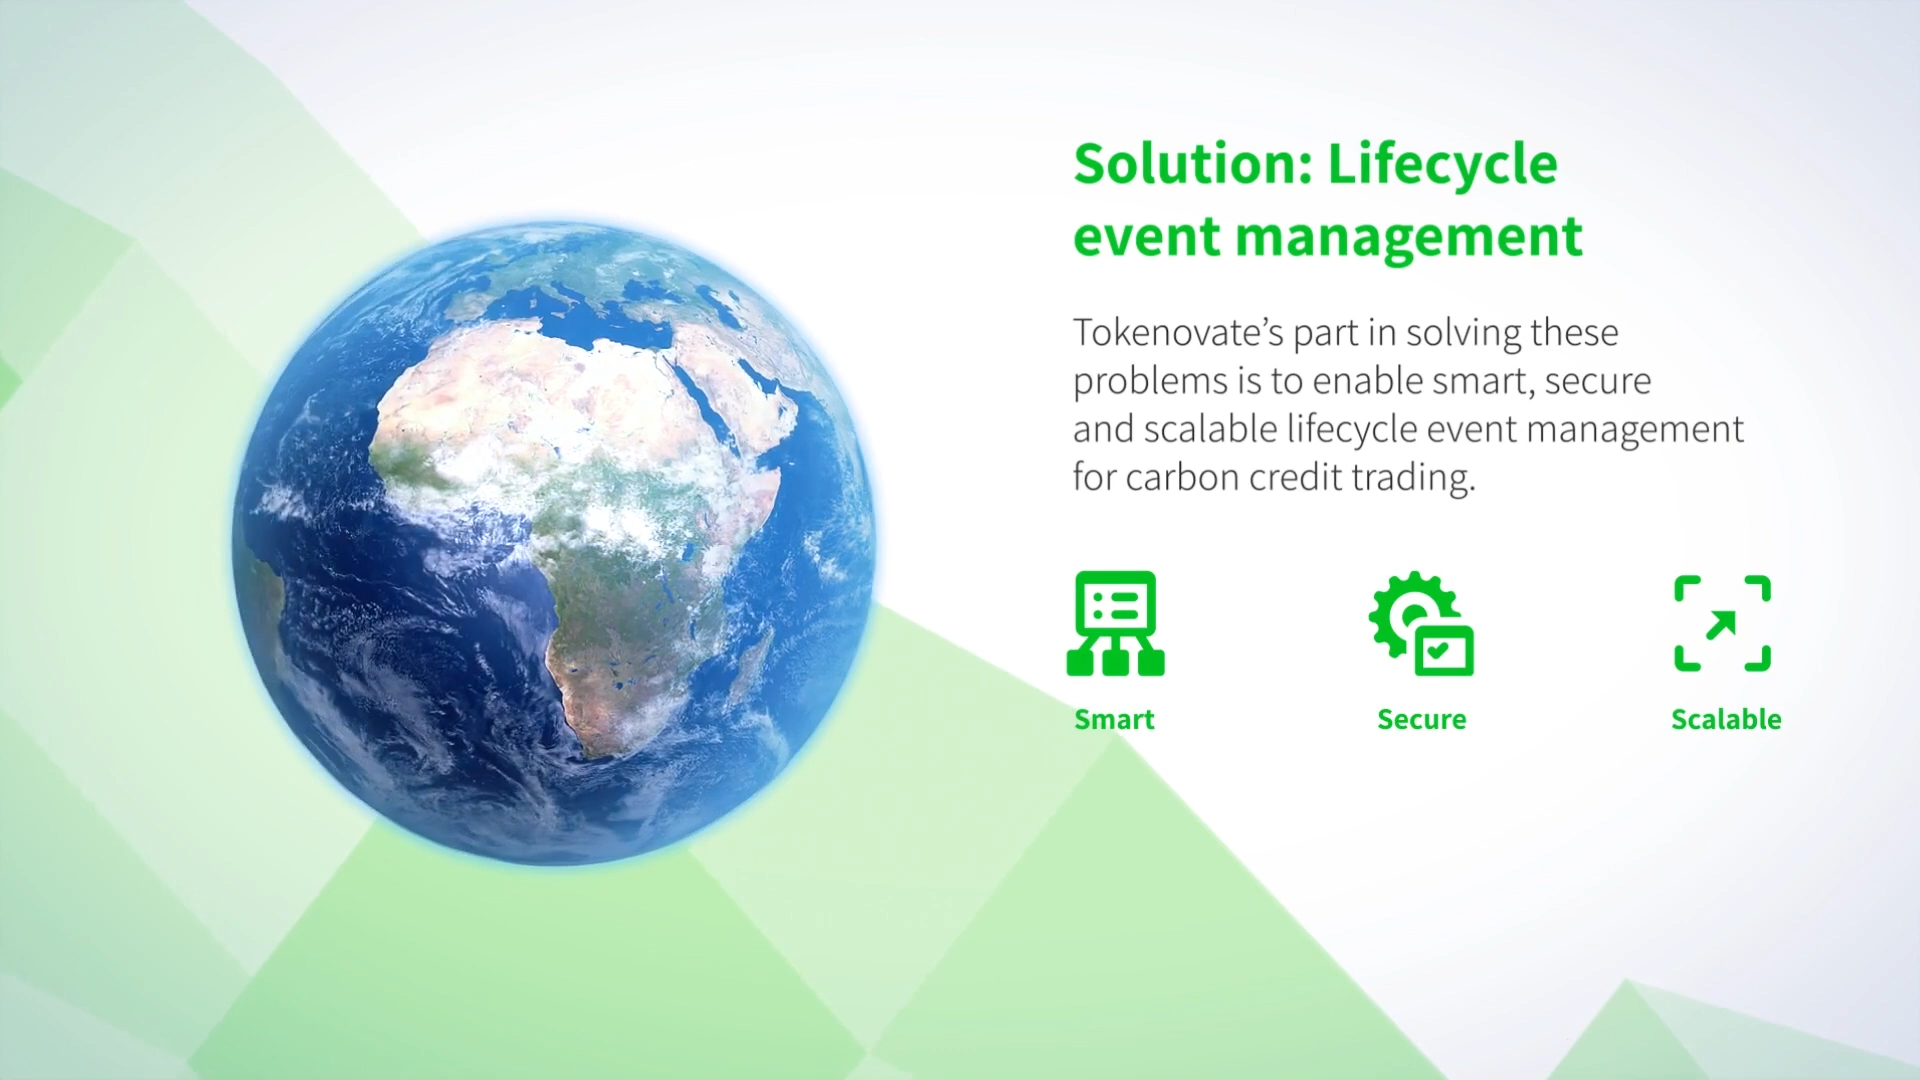 Solution: Lifecycle
event management
Tokenovate’s part in solving these
problems is to enable smart, secure
and scalable lifecycle event management
for carbon credit trading.
Smart
Secure
Scalable